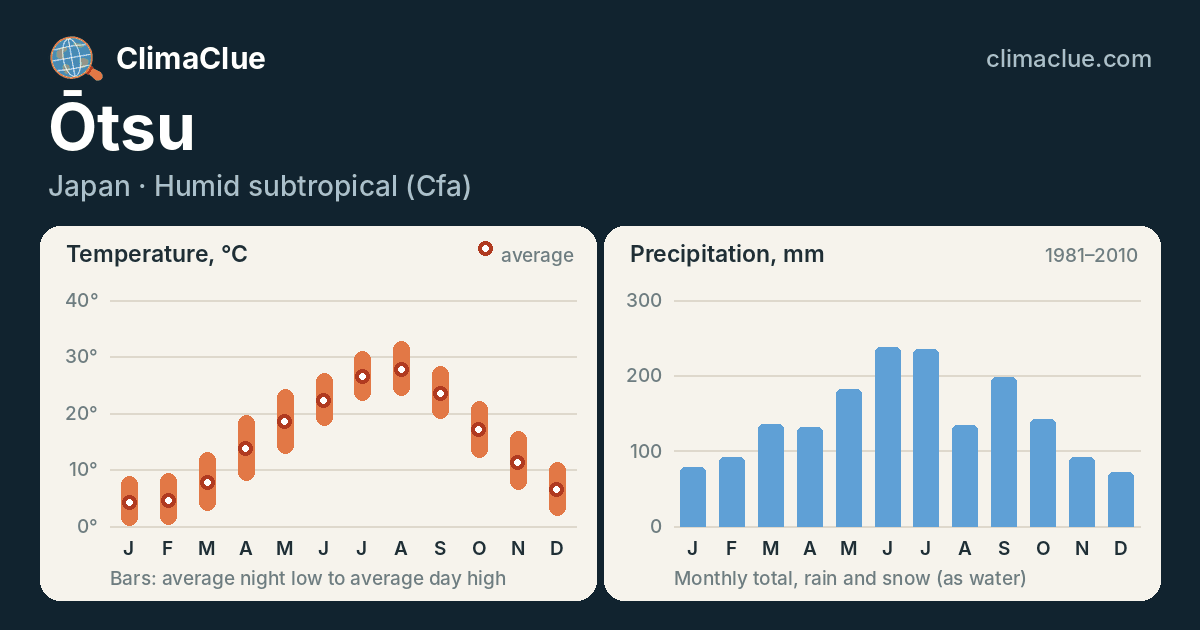 ClimaClue
climaclue.com
Ōtsu
Japan · Humid subtropical (Cfa)
Temperature, °C
average
40°
30°
20°
10°
0°
J F M A M J J A S O N D
Bars: average night low to average day high
Precipitation, mm
1981–2010
300
200
100
0
J F M A M J J A S O N D
Monthly total, rain and snow (as water)